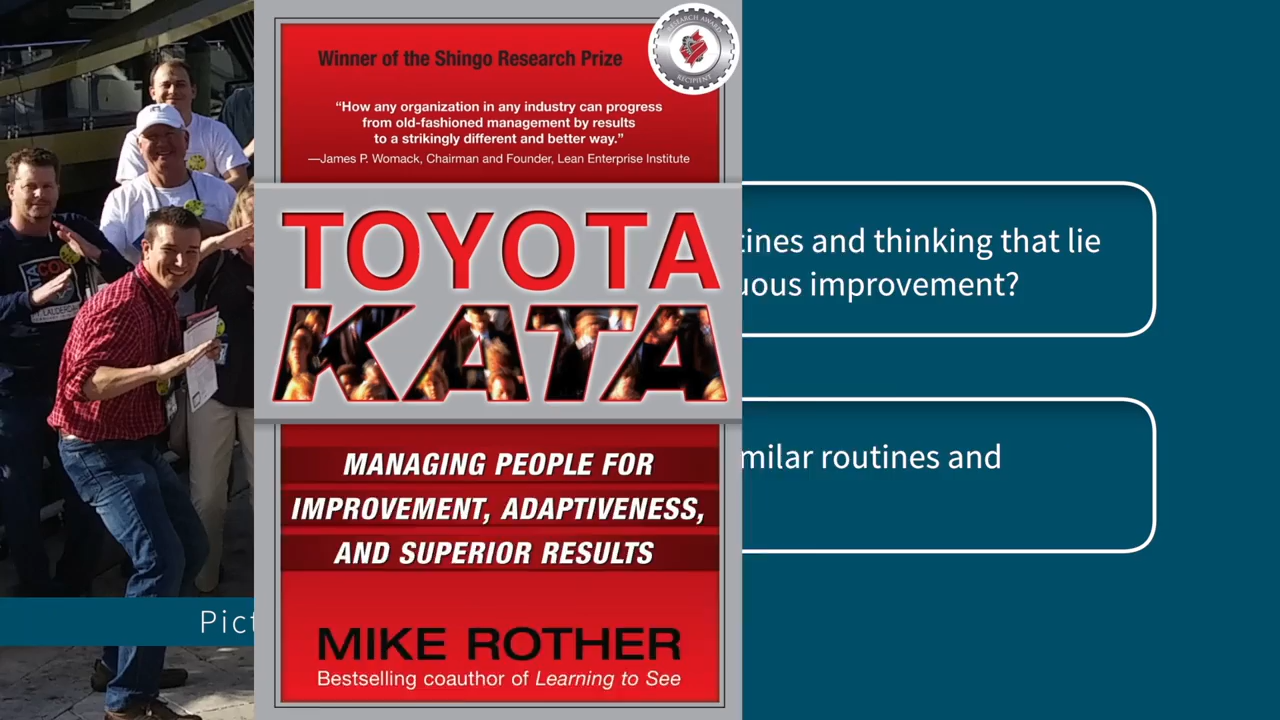 RESEARCH AWARD
RECIPIENT
Winner of the Shingo Research Prize
“How any organization in any industry can progress
from old-fashioned management by results
to a strikingly different and better way.”
—James P. Womack, Chairman and Founder, Lean Enterprise Institute
TOYOTA
KATA
MANAGING PEOPLE FOR
IMPROVEMENT, ADAPTIVENESS,
AND SUPERIOR RESULTS
MIKE ROTHER
Bestselling coauthor of Learning to See
tines and thinking that lie
uous improvement?
milar routines and
Pict